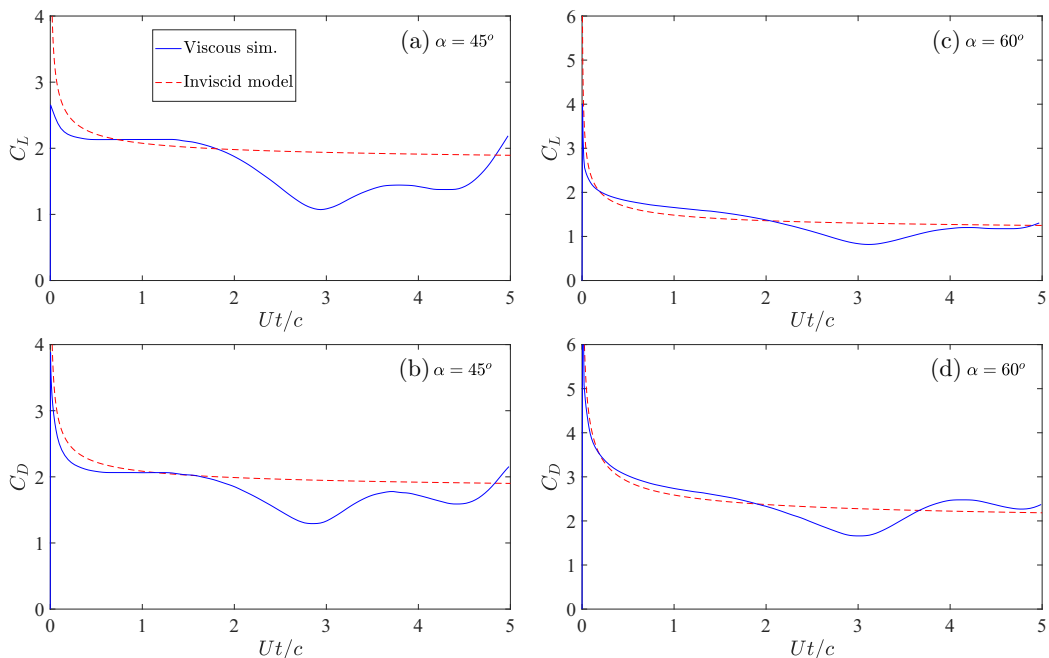 4
3
2
1
0
C_L
(a) α = 45°
Viscous sim.
Inviscid model
0 1 2 3 4 5
Ut/c
6
5
4
3
2
1
0
C_L
(c) α = 60°
0 1 2 3 4 5
Ut/c
4
3
2
1
0
C_D
(b) α = 45°
0 1 2 3 4 5
Ut/c
6
5
4
3
2
1
0
C_D
(d) α = 60°
0 1 2 3 4 5
Ut/c